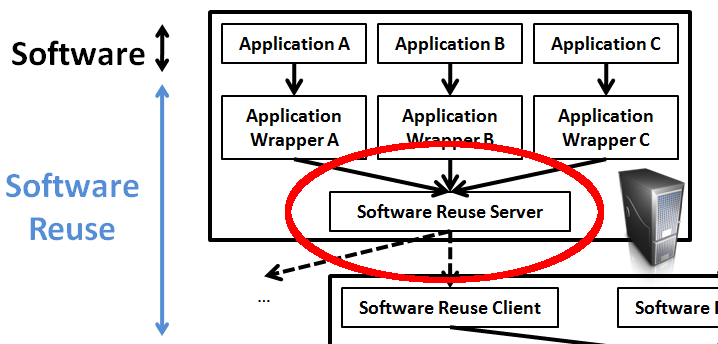 Software
Application A
Application B
Application C
Application
Wrapper A
Application
Wrapper B
Application
Wrapper C
Software
Reuse
Software Reuse Server
...
Software Reuse Client
Software